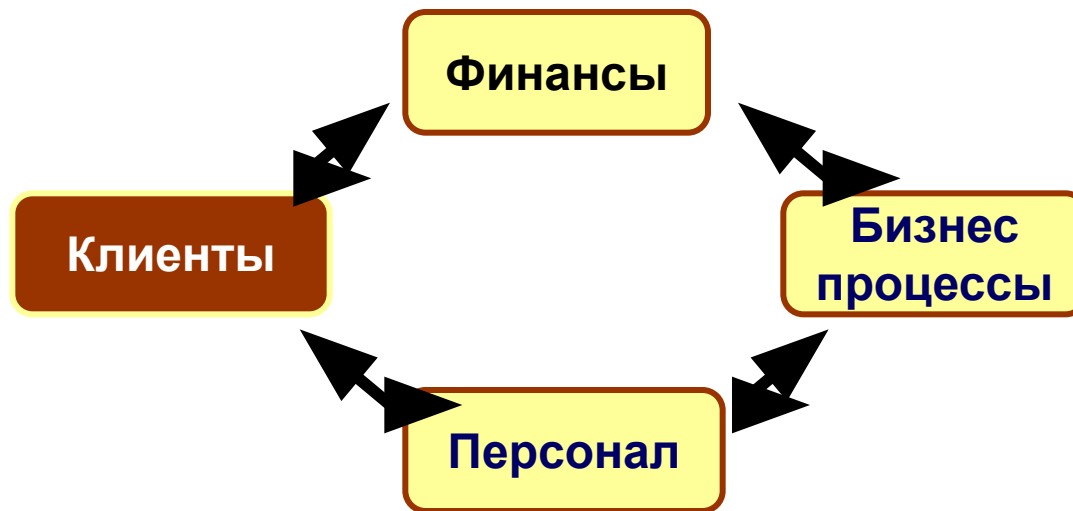 Финансы
Клиенты
Бизнес
процессы
Персонал